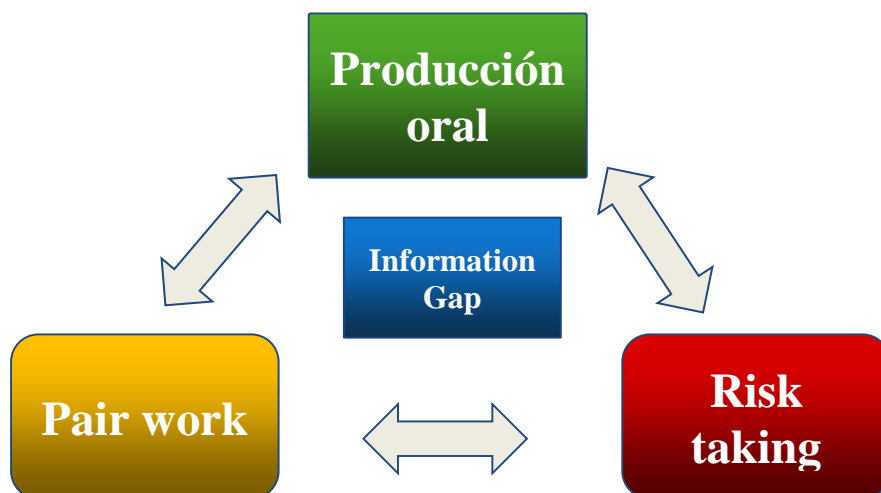 Producción
oral
Information
Gap
Pair work
Risk
taking